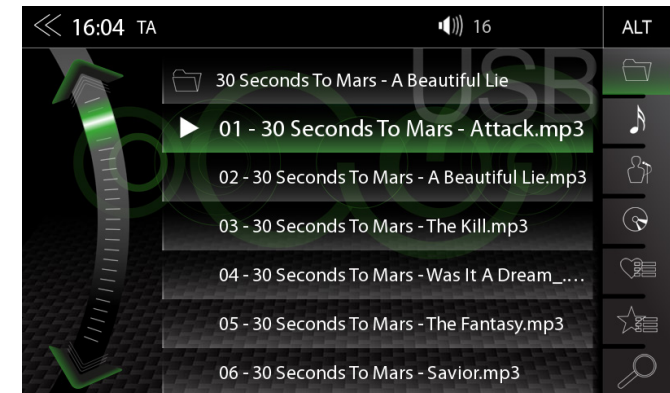 16:04 TA 16 ALT
USB
30 Seconds To Mars - A Beautiful Lie
01 - 30 Seconds To Mars - Attack.mp3
02 - 30 Seconds To Mars - A Beautiful Lie.mp3
03 - 30 Seconds To Mars - The Kill.mp3
04 - 30 Seconds To Mars - Was It A Dream_....
05 - 30 Seconds To Mars - The Fantasy.mp3
06 - 30 Seconds To Mars - Savior.mp3